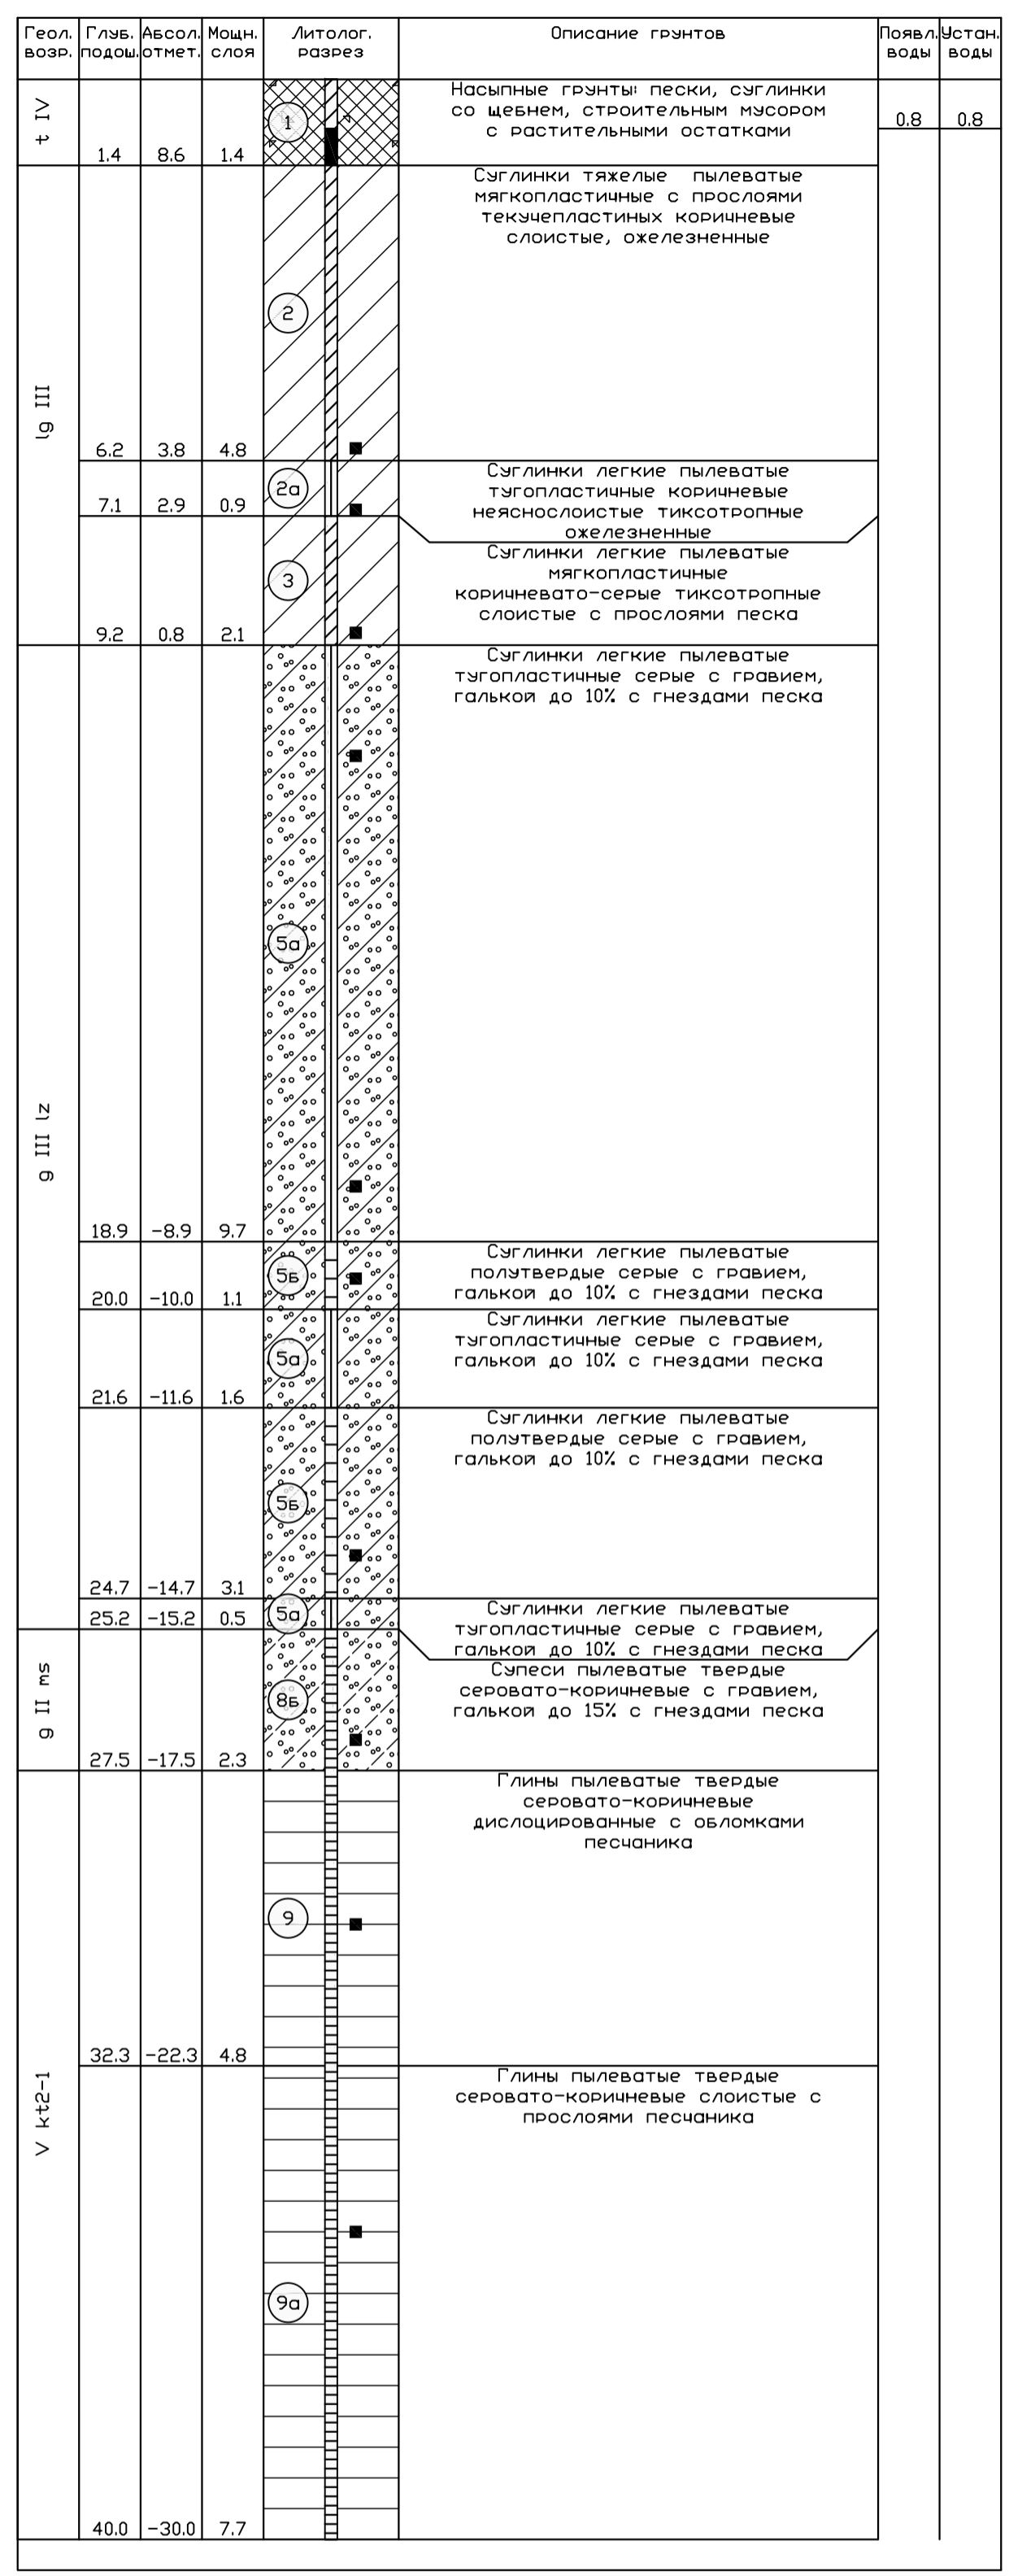 Геол. возр.
Глуб. подош.
Абсол. отмет.
Мощн. слоя
Литолог. разрез
Описание грунтов
Появл. воды
Устан. воды
t IV
1.4 8.6 1.4
1
Насыпные грунты: пески, суглинки
со щебнем, строительным мусором
с растительными остатками
0.8 0.8
lg III
2
Суглинки тяжелые пылеватые
мягкопластичные с прослоями
текучепластиных коричневые
слоистые, ожелезненные
6.2 3.8 4.8
2а
Суглинки легкие пылеватые
тугопластичные коричневые
неяснослоистые тиксотропные
ожелезненные
7.1 2.9 0.9
3
Суглинки легкие пылеватые
мягкопластичные
коричневато-серые тиксотропные
слоистые с прослоями песка
9.2 0.8 2.1
g III lz
5а
Суглинки легкие пылеватые
тугопластичные серые с гравием,
галькой до 10% с гнездами песка
18.9 -8.9 9.7
5б
Суглинки легкие пылеватые
полутвердые серые с гравием,
галькой до 10% с гнездами песка
20.0 -10.0 1.1
5а
Суглинки легкие пылеватые
тугопластичные серые с гравием,
галькой до 10% с гнездами песка
21.6 -11.6 1.6
5б
Суглинки легкие пылеватые
полутвердые серые с гравием,
галькой до 10% с гнездами песка
24.7 -14.7 3.1
5а
Суглинки легкие пылеватые
тугопластичные серые с гравием,
галькой до 10% с гнездами песка
25.2 -15.2 0.5
g II ms
8б
Супеси пылеватые твердые
серовато-коричневые с гравием,
галькой до 15% с гнездами песка
27.5 -17.5 2.3
V kt2-1
9
Глины пылеватые твердые
серовато-коричневые
дислоцированные с обломками
песчаника
32.3 -22.3 4.8
9а
Глины пылеватые твердые
серовато-коричневые слоистые с
прослоями песчаника
40.0 -30.0 7.7